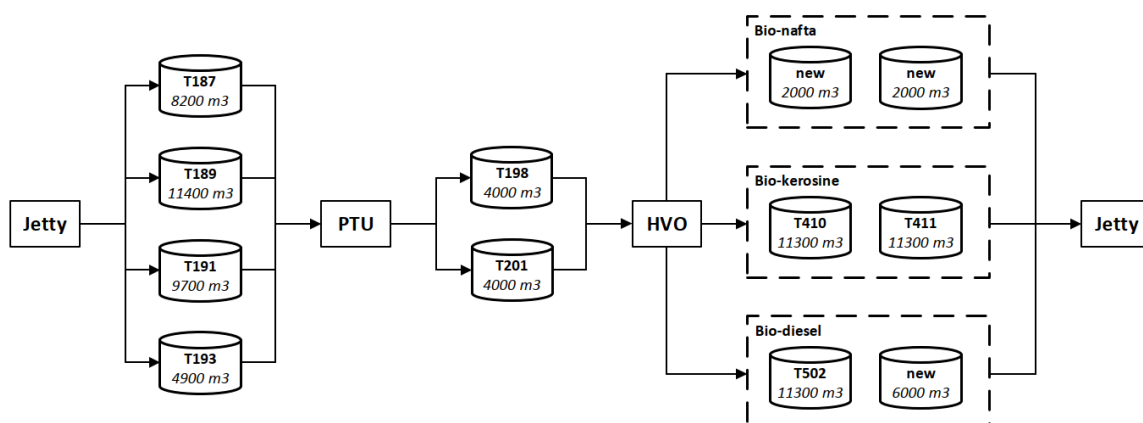 Jetty
T187
8200 m3
T189
11400 m3
T191
9700 m3
T193
4900 m3
PTU
T198
4000 m3
T201
4000 m3
HVO
Bio-nafta
new
2000 m3
new
2000 m3
Bio-kerosine
T410
11300 m3
T411
11300 m3
Bio-diesel
T502
11300 m3
new
6000 m3
Jetty